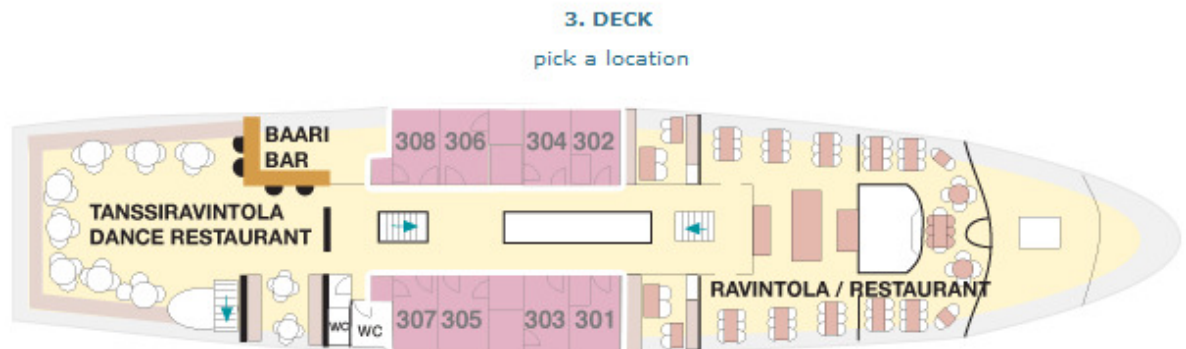 3. DECK
pick a location
BAARI
BAR
308 306 304 302
TANSSIRAVINTOLA
DANCE RESTAURANT
RAVINTOLA / RESTAURANT
WC
WC
307 305 303 301